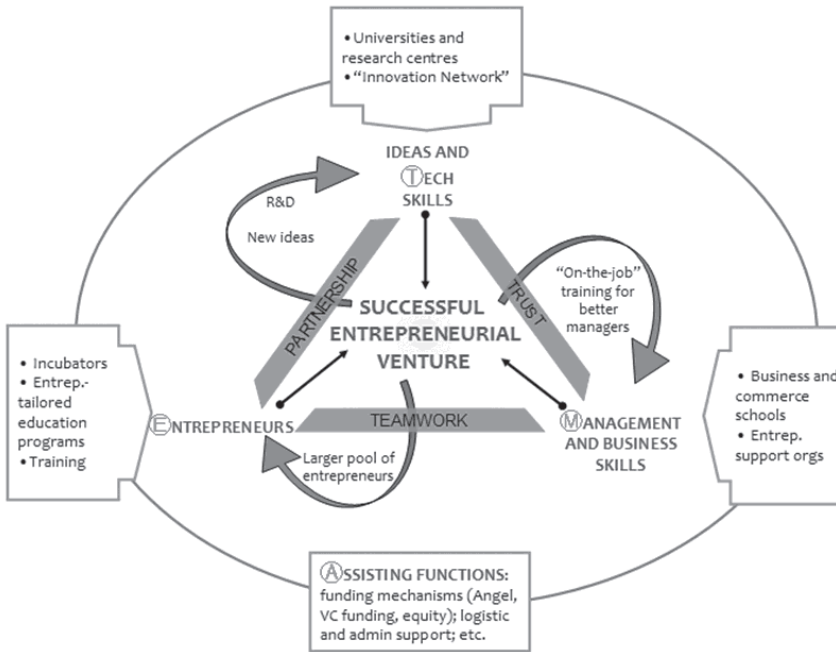 • Universities and
research centres
• “Innovation Network”
IDEAS AND
TECH
SKILLS
R&D
New ideas
PARTNERSHIP
TRUST
“On-the-job”
training for
better
managers
SUCCESSFUL
ENTREPRENEURIAL
VENTURE
• Incubators
• Entrep.-
tailored
education
programs
• Training
• Business and
commerce
schools
• Entrep.
support orgs
ENTREPRENEURS
TEAMWORK
MANAGEMENT
AND BUSINESS
SKILLS
Larger pool of
entrepreneurs
ASSISTING FUNCTIONS:
funding mechanisms (Angel,
VC funding, equity); logistic
and admin support; etc.